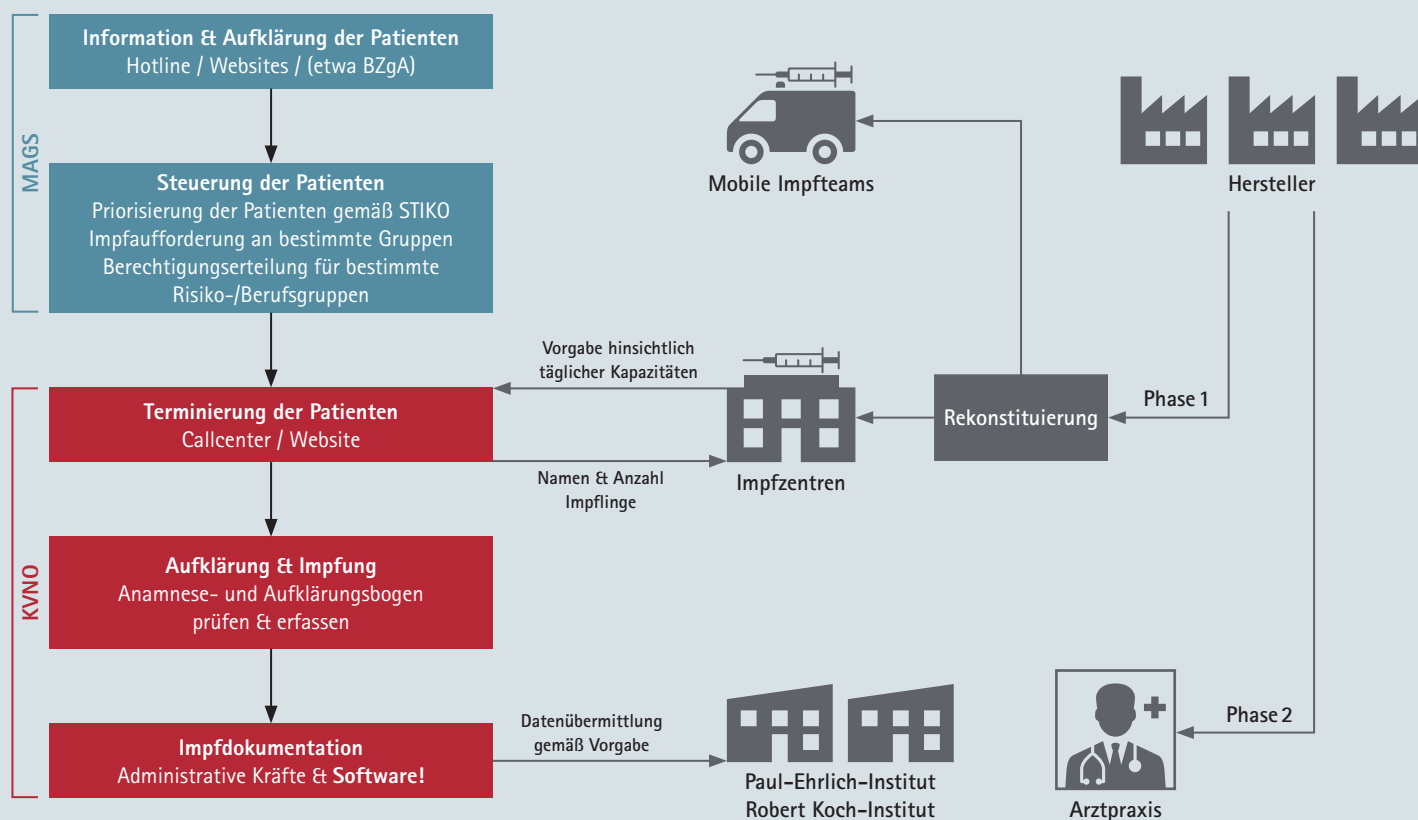 MAGS
Information & Aufklärung der Patienten
Hotline / Websites / (etwa BZgA)
Steuerung der Patienten
Priorisierung der Patienten gemäß STIKO
Impfaufforderung an bestimmte Gruppen
Berechtigungserteilung für bestimmte
Risiko-/Berufsgruppen
Mobile Impfteams
Hersteller
KVNO
Terminierung der Patienten
Callcenter / Website
Vorgabe hinsichtlich
täglicher Kapazitäten
Namen & Anzahl
Impflinge
Impfzentren
Rekonstituierung
Phase 1
Aufklärung & Impfung
Anamnese- und Aufklärungsbogen
prüfen & erfassen
Impfdokumentation
Administrative Kräfte & Software!
Datenübermittlung
gemäß Vorgabe
Paul-Ehrlich-Institut
Robert Koch-Institut
Phase 2
Arztpraxis